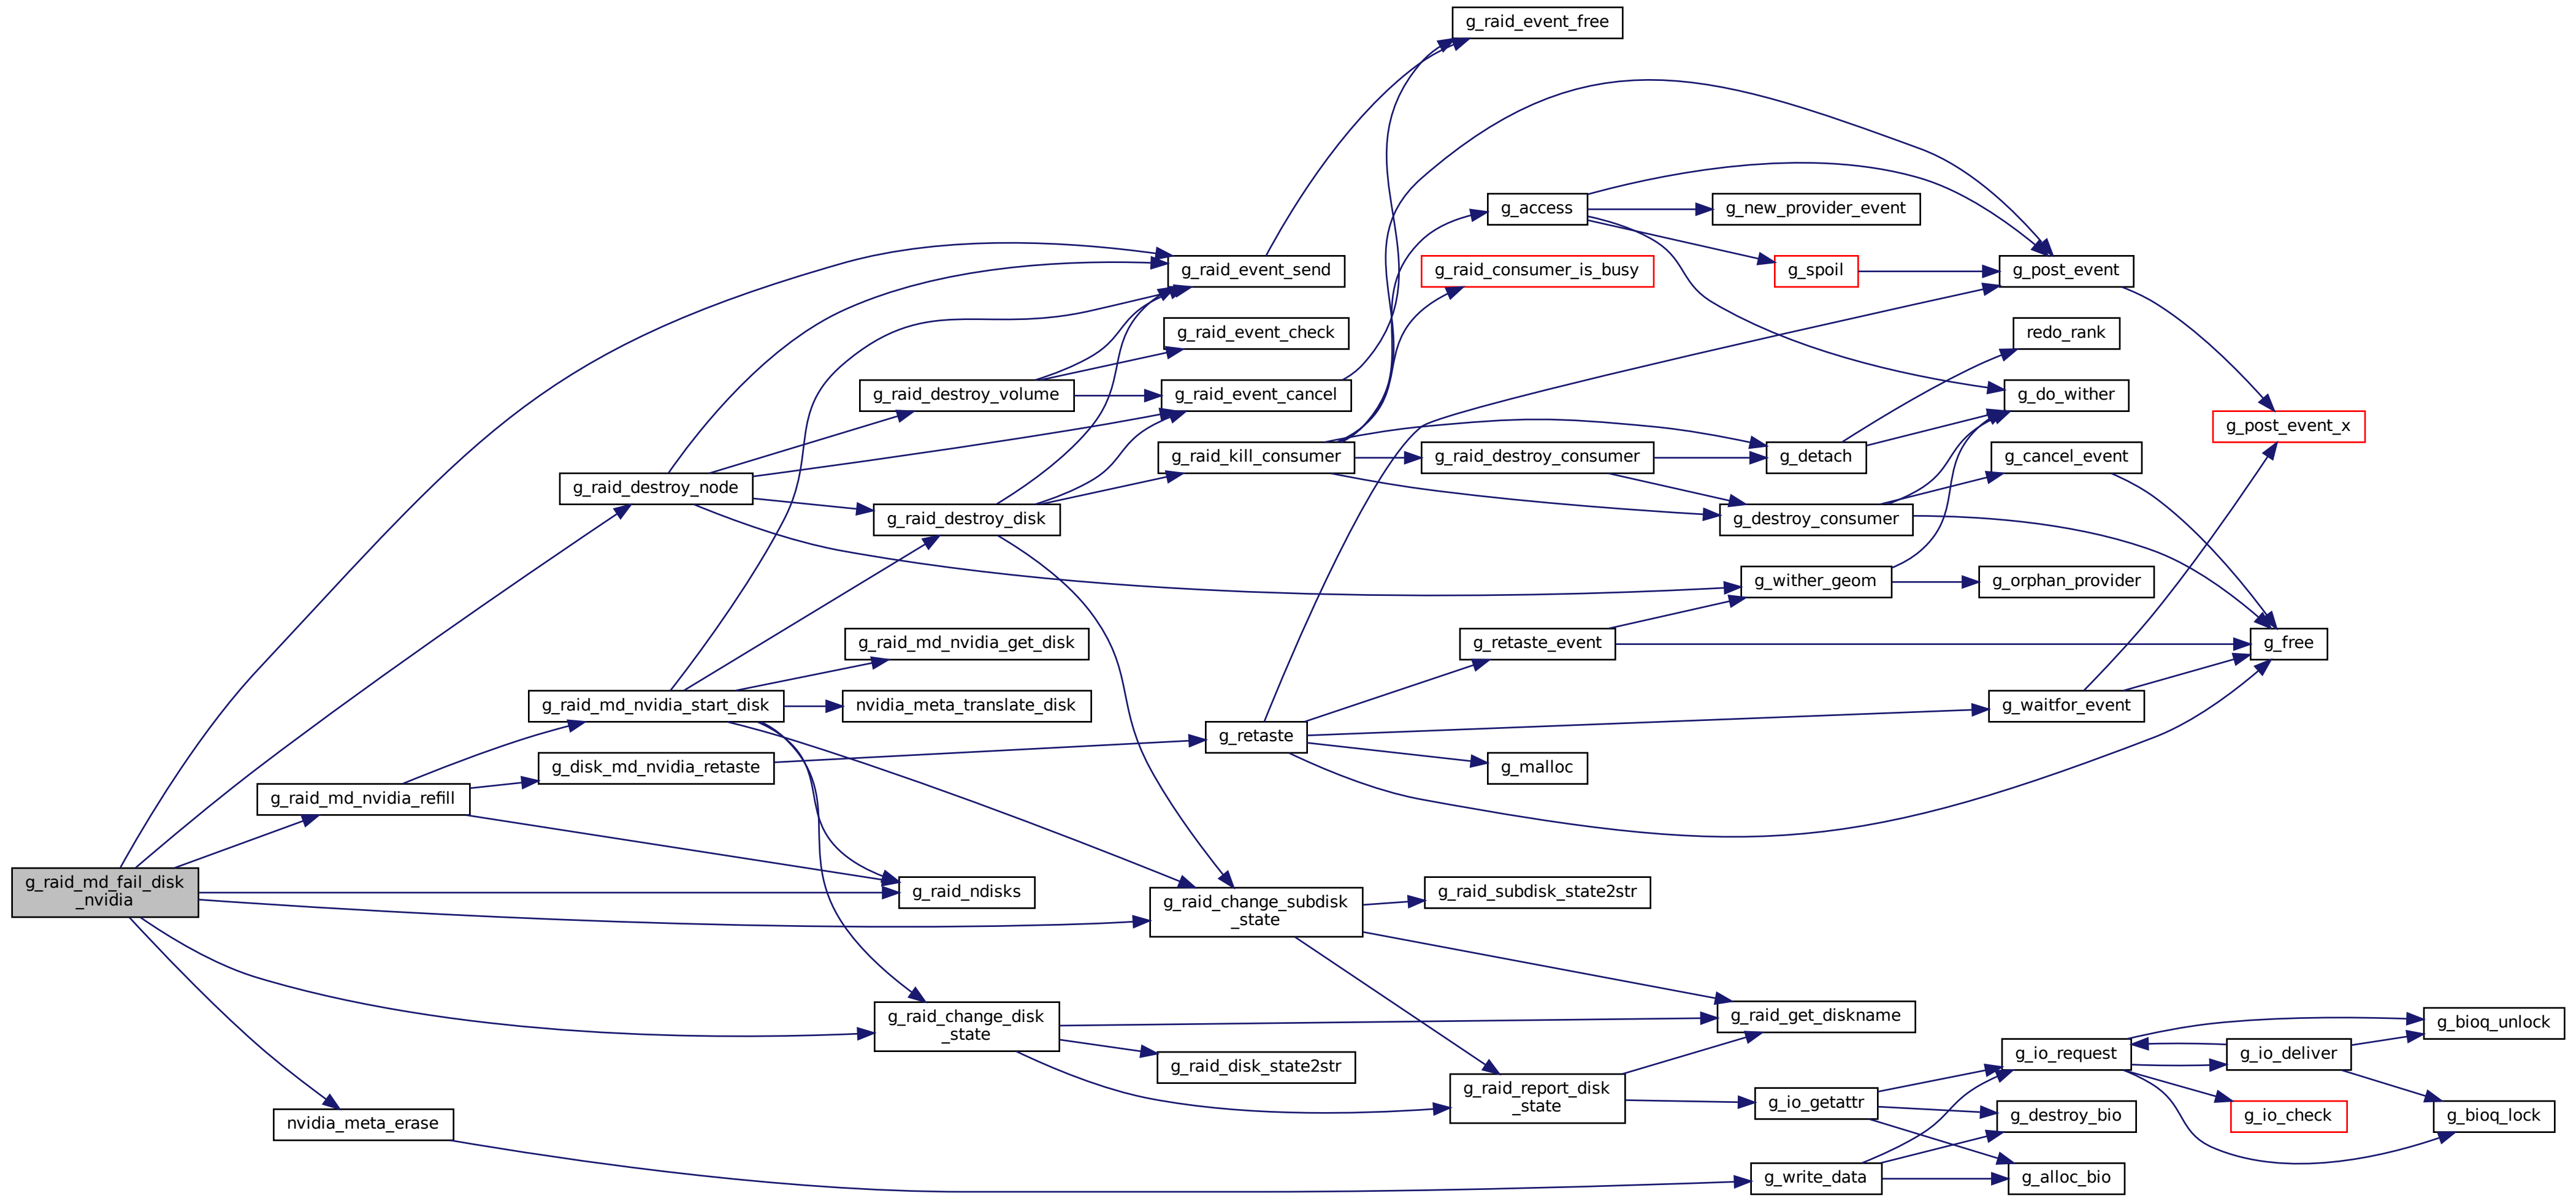 g_raid_event_free
g_access
g_new_provider_event
g_raid_event_send
g_raid_consumer_is_busy
g_spoil
g_post_event
g_raid_event_check
redo_rank
g_raid_destroy_volume
g_raid_event_cancel
g_do_wither
g_post_event_x
g_raid_kill_consumer
g_raid_destroy_consumer
g_detach
g_cancel_event
g_raid_destroy_node
g_raid_destroy_disk
g_destroy_consumer
g_wither_geom
g_orphan_provider
g_raid_md_nvidia_get_disk
g_retaste_event
g_free
g_raid_md_nvidia_start_disk
nvidia_meta_translate_disk
g_waitfor_event
g_retaste
g_disk_md_nvidia_retaste
g_malloc
g_raid_md_nvidia_refill
g_raid_md_fail_disk
_nvidia
g_raid_ndisks
g_raid_change_subdisk
_state
g_raid_subdisk_state2str
g_raid_change_disk
_state
g_raid_get_diskname
g_bioq_unlock
g_raid_disk_state2str
g_io_request
g_io_deliver
g_raid_report_disk
_state
g_io_getattr
g_destroy_bio
g_io_check
g_bioq_lock
nvidia_meta_erase
g_write_data
g_alloc_bio